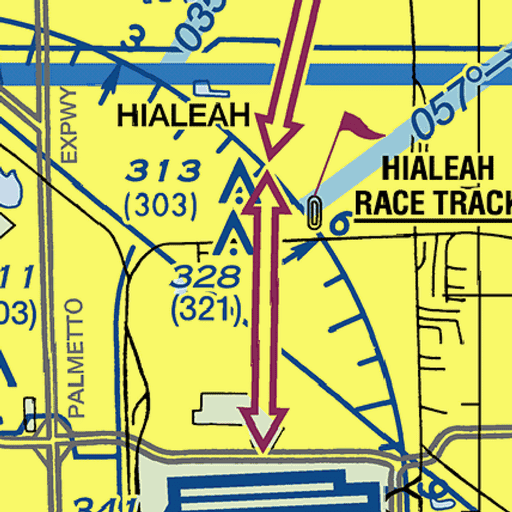 035
3
057°
EXPWY
HIALEAH
313
(303)
HIALEAH
RACE TRACK
6
328
(321)
11
03)
PALMETTO
341